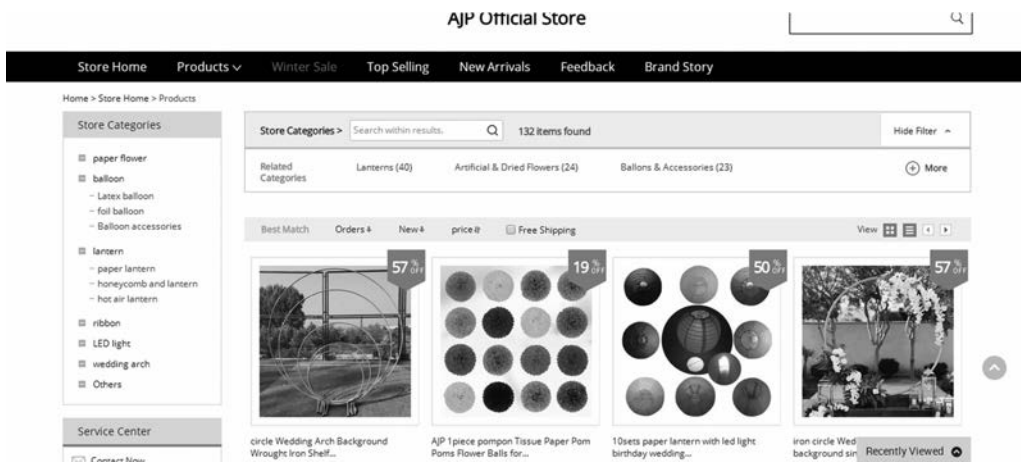 AJP Official Store
Store Home Products Winter Sale Top Selling New Arrivals Feedback Brand Story
Home > Store Home > Products
Store Categories
paper flower
balloon
– Latex balloon
– foil balloon
– Balloon accessories
lantern
– paper lantern
– honeycomb and lantern
– hot air lantern
ribbon
LED light
wedding arch
Others
Service Center
Contact Now
Store Categories > Search within results. 132 items found Hide Filter
Related Categories Lanterns (40) Artificial & Dried Flowers (24) Ballons & Accessories (23) More
Best Match Orders New price Free Shipping View
57% OFF
19% OFF
50% OFF
57% OFF
circle Wedding Arch Background
Wrought Iron Shelf...
AJP 1piece pompon Tissue Paper Pom
Poms Flower Balls for...
10sets paper lantern with led light
birthday wedding...
iron circle Wed
background
Recently Viewed